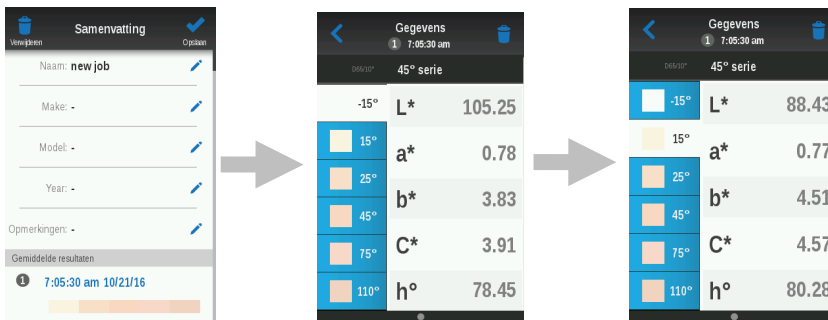 Samenvatting
Verwijderen
Opslaan
Naam: new job
Make: -
Model: -
Year: -
Opmerkingen: -
Gemiddelde resultaten
1 7:05:30 am 10/21/16
Gegevens
1 7:05:30 am
D65/10° 45° serie
-15°
15°
25°
45°
75°
110°
L* 105.25
a* 0.78
b* 3.83
C* 3.91
h° 78.45
Gegevens
1 7:05:30 am
D65/10° 45° serie
-15°
15°
25°
45°
75°
110°
L* 88.43
a* 0.77
b* 4.51
C* 4.57
h° 80.28